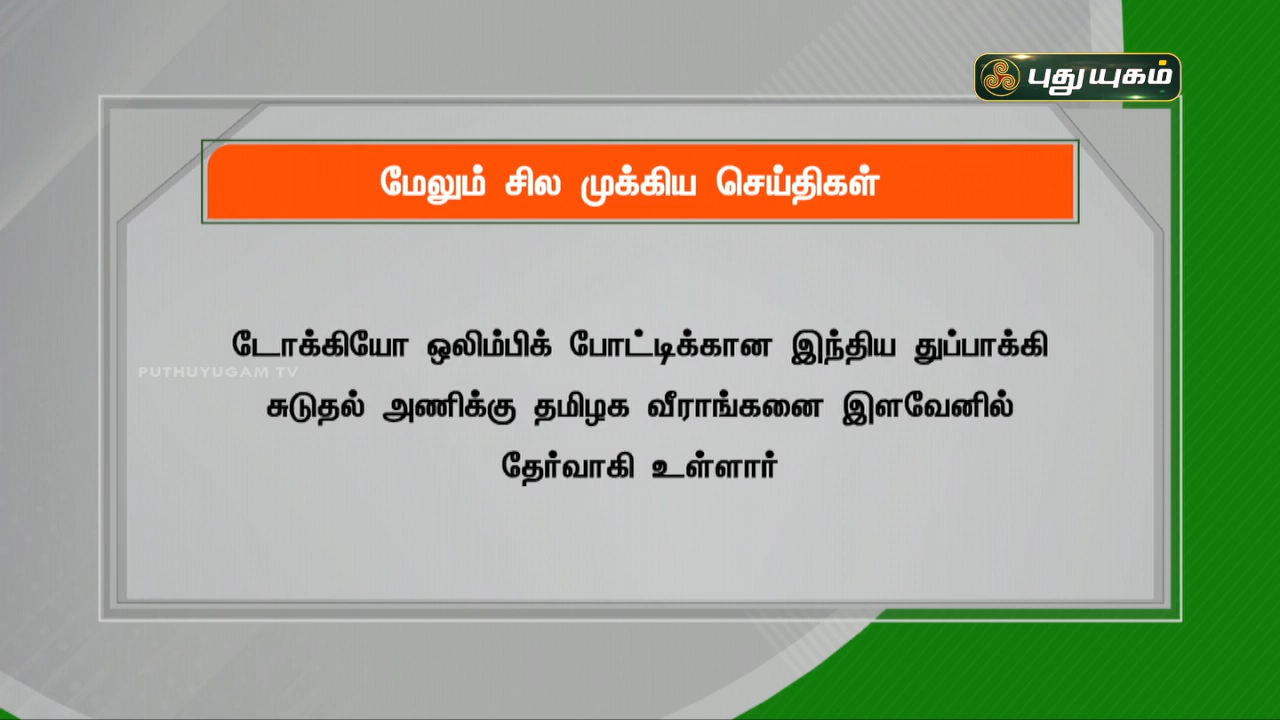 புதுயுகம்
மேலும் சில முக்கிய செய்திகள்
டோக்கியோ ஒலிம்பிக் போட்டிக்கான இந்திய துப்பாக்கி
PUTHUYUGAM TV
சுடுதல் அணிக்கு தமிழக வீராங்கனை இளவேனில்
தேர்வாகி உள்ளார்